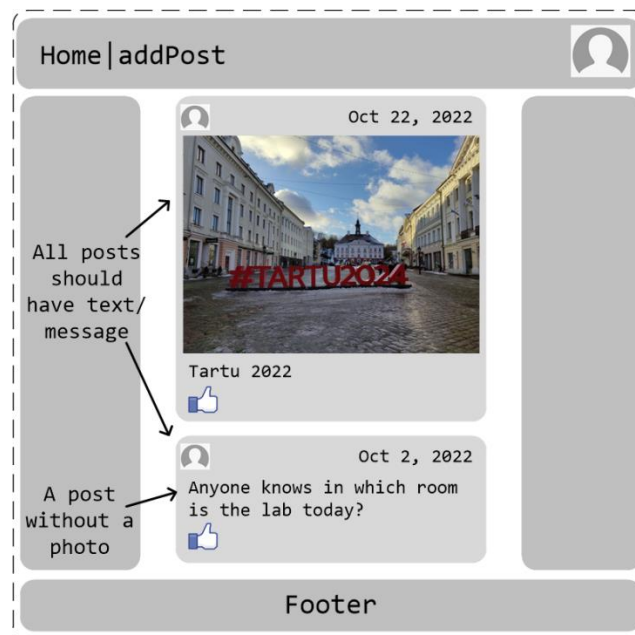 Home|addPost
Oct 22, 2022
#TARTU2024
Tartu 2022
All posts
should
have text/
message
Oct 2, 2022
Anyone knows in which room
is the lab today?
A post
without a
photo
Footer